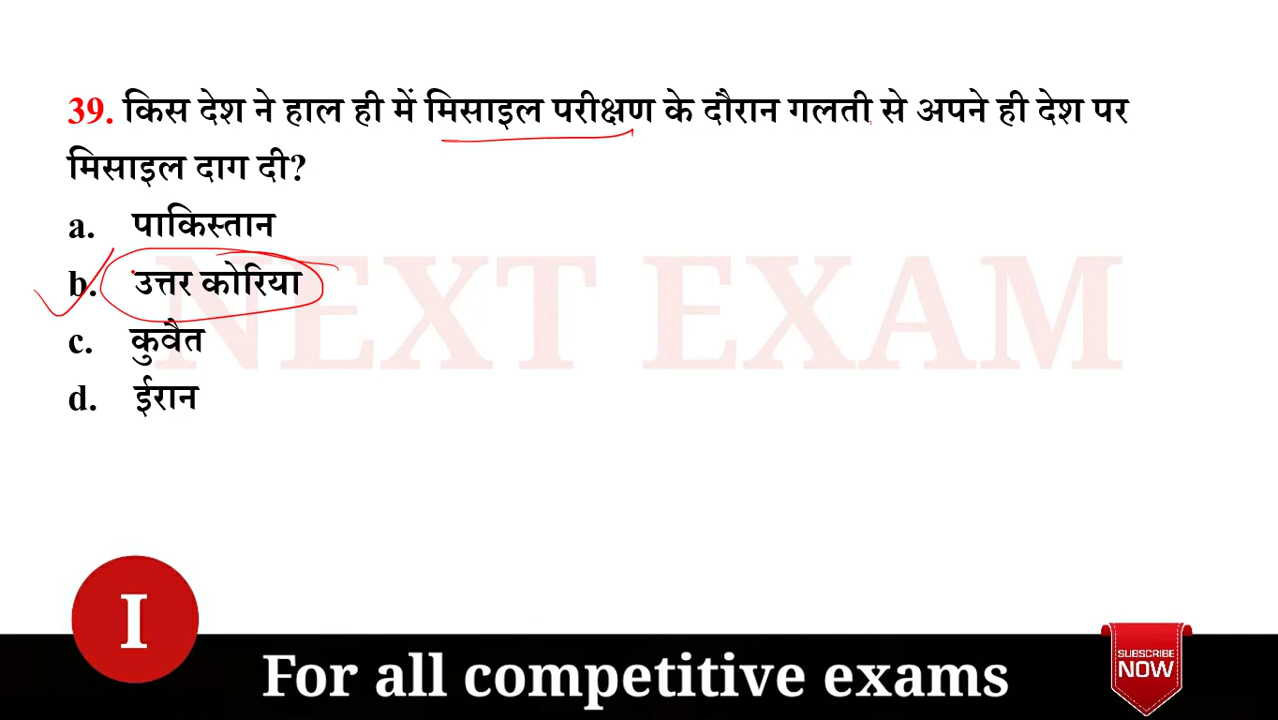 39. किस देश ने हाल ही में मिसाइल परीक्षण के दौरान गलती से अपने ही देश पर
मिसाइल दाग दी?
a. पाकिस्तान
b. उत्तर कोरिया
c. कुवैत
d. ईरान
NEXT EXAM
I
For all competitive exams
SUBSCRIBE
NOW